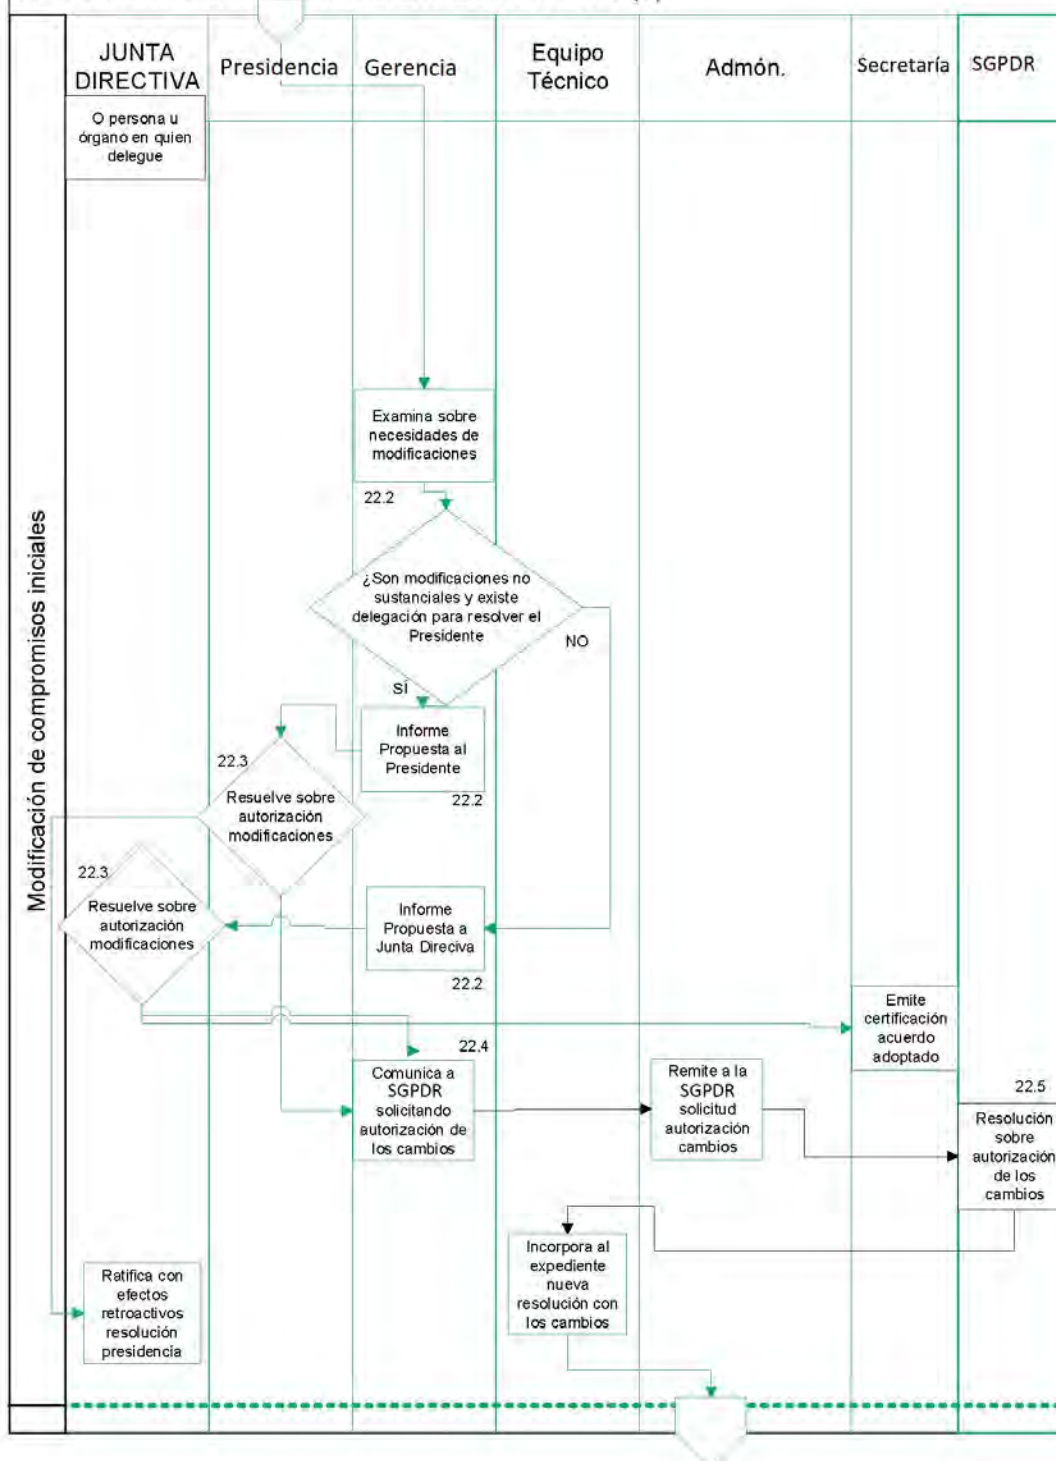 JUNTA
DIRECTIVA
Presidencia
Gerencia
Equipo
Técnico
Admón.
Secretaría
SGPDR
O persona u
órgano en quien
delegue
Modificación de compromisos iniciales
Examina sobre
necesidades de
modificaciones
22.2
¿Son modificaciones no
sustanciales y existe
delegación para resolver el
Presidente
NO
SÍ
Informe
Propuesta al
Presidente
22.2
22.3
Resuelve sobre
autorización
modificaciones
22.3
Resuelve sobre
autorización
modificaciones
Informe
Propuesta a
Junta Direciva
22.2
Emite
certificación
acuerdo
adoptado
22.4
Comunica a
SGPDR
solicitando
autorización de
los cambios
Remite a la
SGPDR
solicitud
autorización
cambios
22.5
Resolución
sobre
autorización
de los
cambios
Incorpora al
expediente
nueva
resolución con
los cambios
Ratifica con
efectos
retroactivos
resolución
presidencia